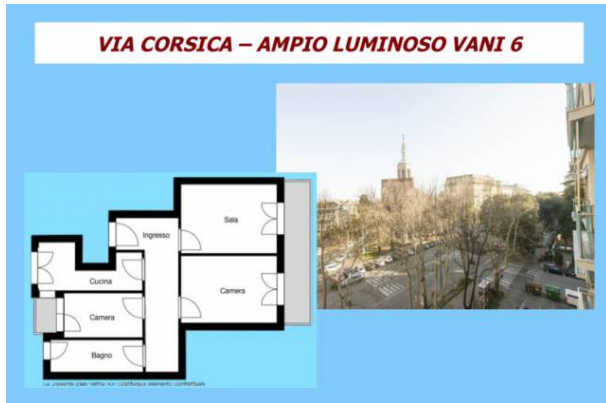 VIA CORSICA – AMPIO LUMINOSO VANI 6
Sala
Ingresso
Cucina
Camera
Camera
Bagno